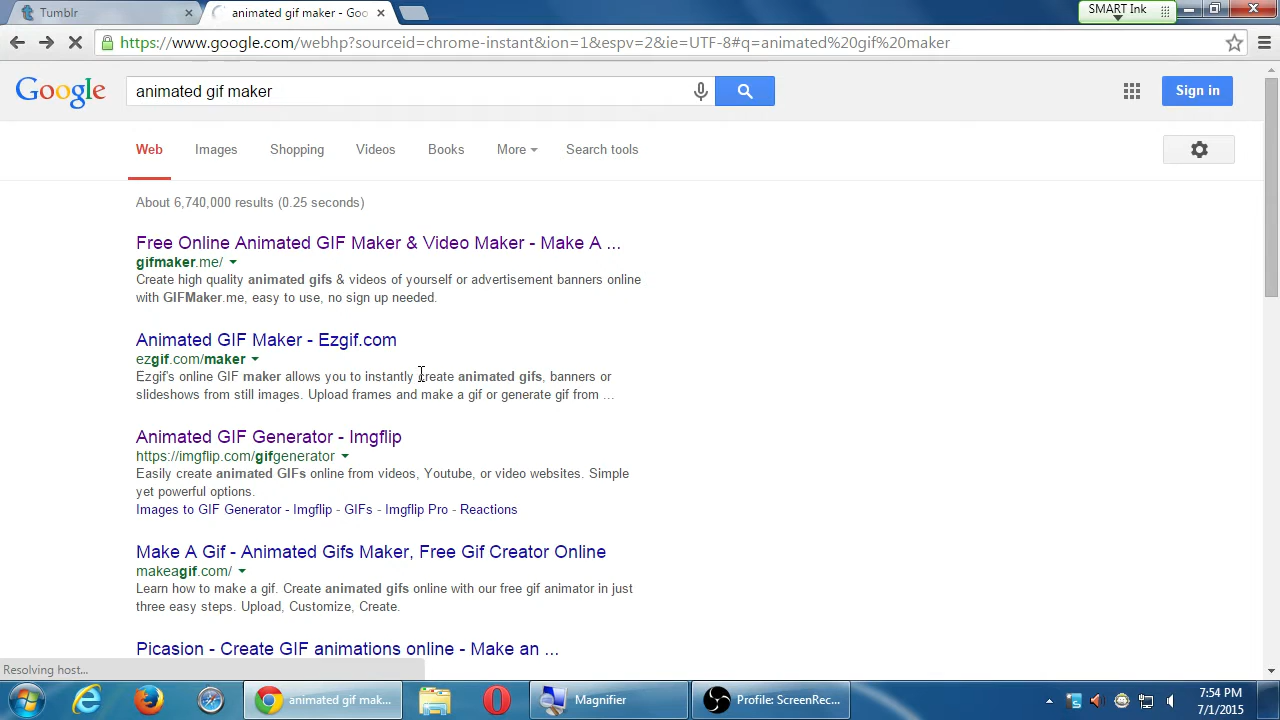 Tumblr
animated gif maker - Goo
SMART Ink
https://www.google.com/webhp?sourceid=chrome-instant&ion=1&espv=2&ie=UTF-8#q=animated%20gif%20maker
Google
animated gif maker
Sign in
Web
Images
Shopping
Videos
Books
More
Search tools
About 6,740,000 results (0.25 seconds)
Free Online Animated GIF Maker & Video Maker - Make A ...
gifmaker.me/
Create high quality animated gifs & videos of yourself or advertisement banners online
with GIFMaker.me, easy to use, no sign up needed.
Animated GIF Maker - Ezgif.com
ezgif.com/maker
Ezgif's online GIF maker allows you to instantly create animated gifs, banners or
slideshows from still images. Upload frames and make a gif or generate gif from ...
Animated GIF Generator - Imgflip
https://imgflip.com/gifgenerator
Easily create animated GIFs online from videos, Youtube, or video websites. Simple
yet powerful options.
Images to GIF Generator - Imgflip - GIFs - Imgflip Pro - Reactions
Make A Gif - Animated Gifs Maker, Free Gif Creator Online
makeagif.com/
Learn how to make a gif. Create animated gifs online with our free gif animator in just
three easy steps. Upload, Customize, Create.
Picasion - Create GIF animations online - Make an ...
Resolving host...
animated gif mak...
Magnifier
Profile: ScreenRec...
7:54 PM
7/1/2015